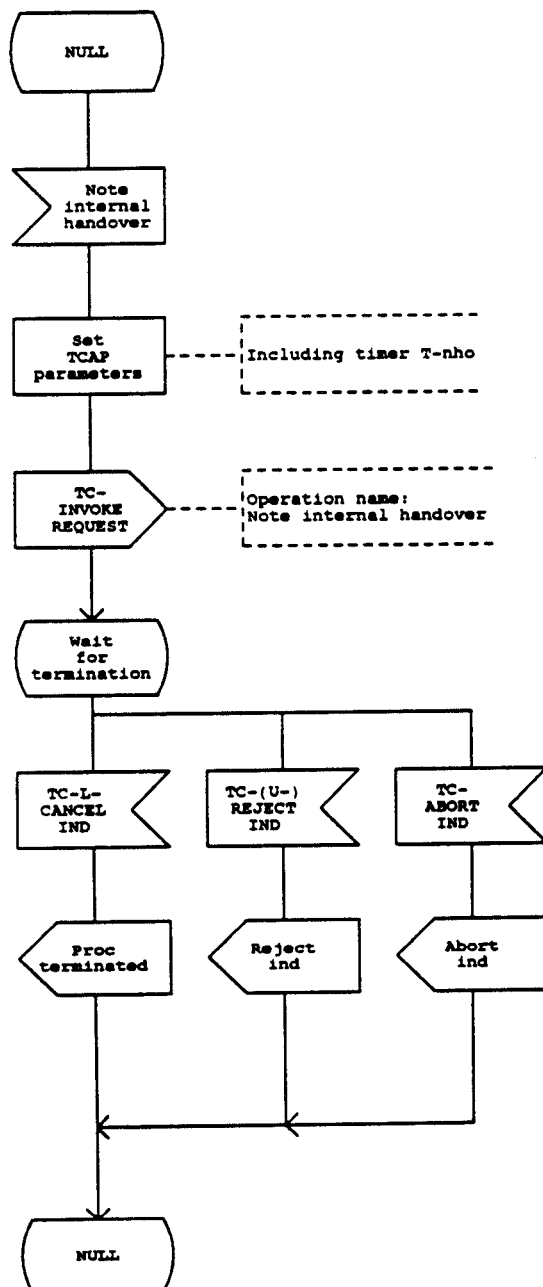 NULL
Note
internal
handover
Set
TCAP
parameters
Including timer T-nho
TC-
INVOKE
REQUEST
Operation name:
Note internal handover
Wait
for
termination
TC-L-
CANCEL
IND
TC-(U-)
REJECT
IND
TC-
ABORT
IND
Proc
terminated
Reject
ind
Abort
ind
NULL